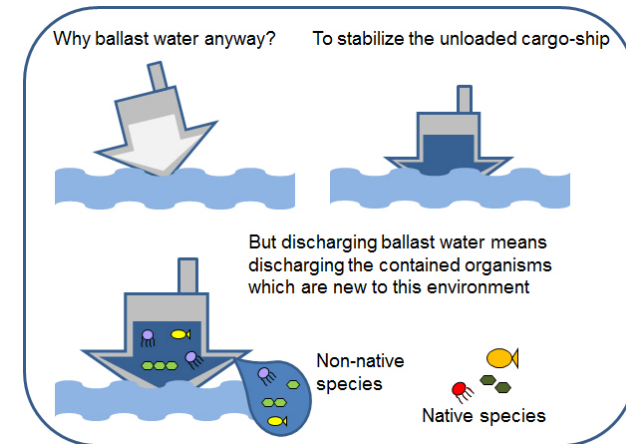 Why ballast water anyway?
To stabilize the unloaded cargo-ship
But discharging ballast water means
discharging the contained organisms
which are new to this environment
Non-native
species
Native species